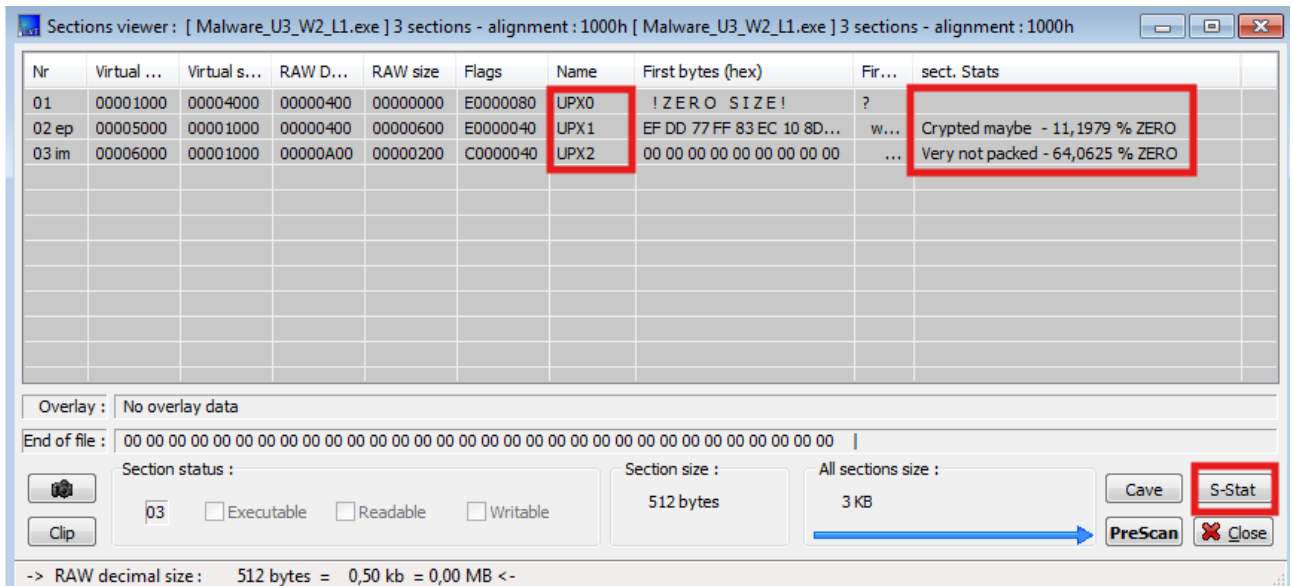 Sections viewer : [ Malware_U3_W2_L1.exe ] 3 sections - alignment : 1000h [ Malware_U3_W2_L1.exe ] 3 sections - alignment : 1000h
Nr Virtual ... Virtual s... RAW D... RAW size Flags Name First bytes (hex) Fir... sect. Stats
01 00001000 00004000 00000400 00000000 E0000080 UPX0 ! Z E R O S I Z E ! ?
02 ep 00005000 00001000 00000400 00000600 E0000040 UPX1 EF DD 77 FF 83 EC 10 8D... w... Crypted maybe - 11,1979 % ZERO
03 im 00006000 00001000 00000A00 00000200 C0000040 UPX2 00 00 00 00 00 00 00 00 00 ... Very not packed - 64,0625 % ZERO
Overlay : No overlay data
End of file : 00 00 00 00 00 00 00 00 00 00 00 00 00 00 00 00 00 00 00 00 00 00 00 00 00 00 00 00 00 00 00 00 |
Section status : Section size : All sections size :
03 Executable Readable Writable 512 bytes 3 KB Cave S-Stat
Clip PreScan Close
-> RAW decimal size : 512 bytes = 0,50 kb = 0,00 MB <-